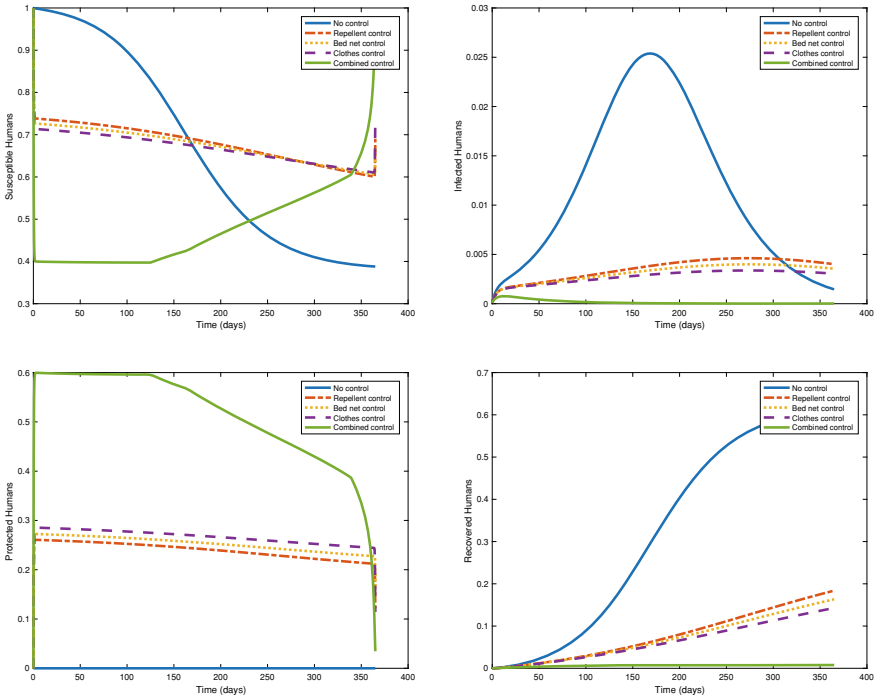 1
0.9
0.8
0.7
0.6
0.5
0.4
0.3
Susceptible Humans
0 50 100 150 200 250 300 350 400
Time (days)
No control
Repellent control
Bed net control
Clothes control
Combined control
0.03
0.025
0.02
0.015
0.01
0.005
0
Infected Humans
0 50 100 150 200 250 300 350 400
Time (days)
No control
Repellent control
Bed net control
Clothes control
Combined control
0.6
0.5
0.4
0.3
0.2
0.1
0
Protected Humans
0 50 100 150 200 250 300 350 400
Time (days)
No control
Repellent control
Bed net control
Clothes control
Combined control
0.7
0.6
0.5
0.4
0.3
0.2
0.1
0
Recovered Humans
0 50 100 150 200 250 300 350 400
Time (days)
No control
Repellent control
Bed net control
Clothes control
Combined control